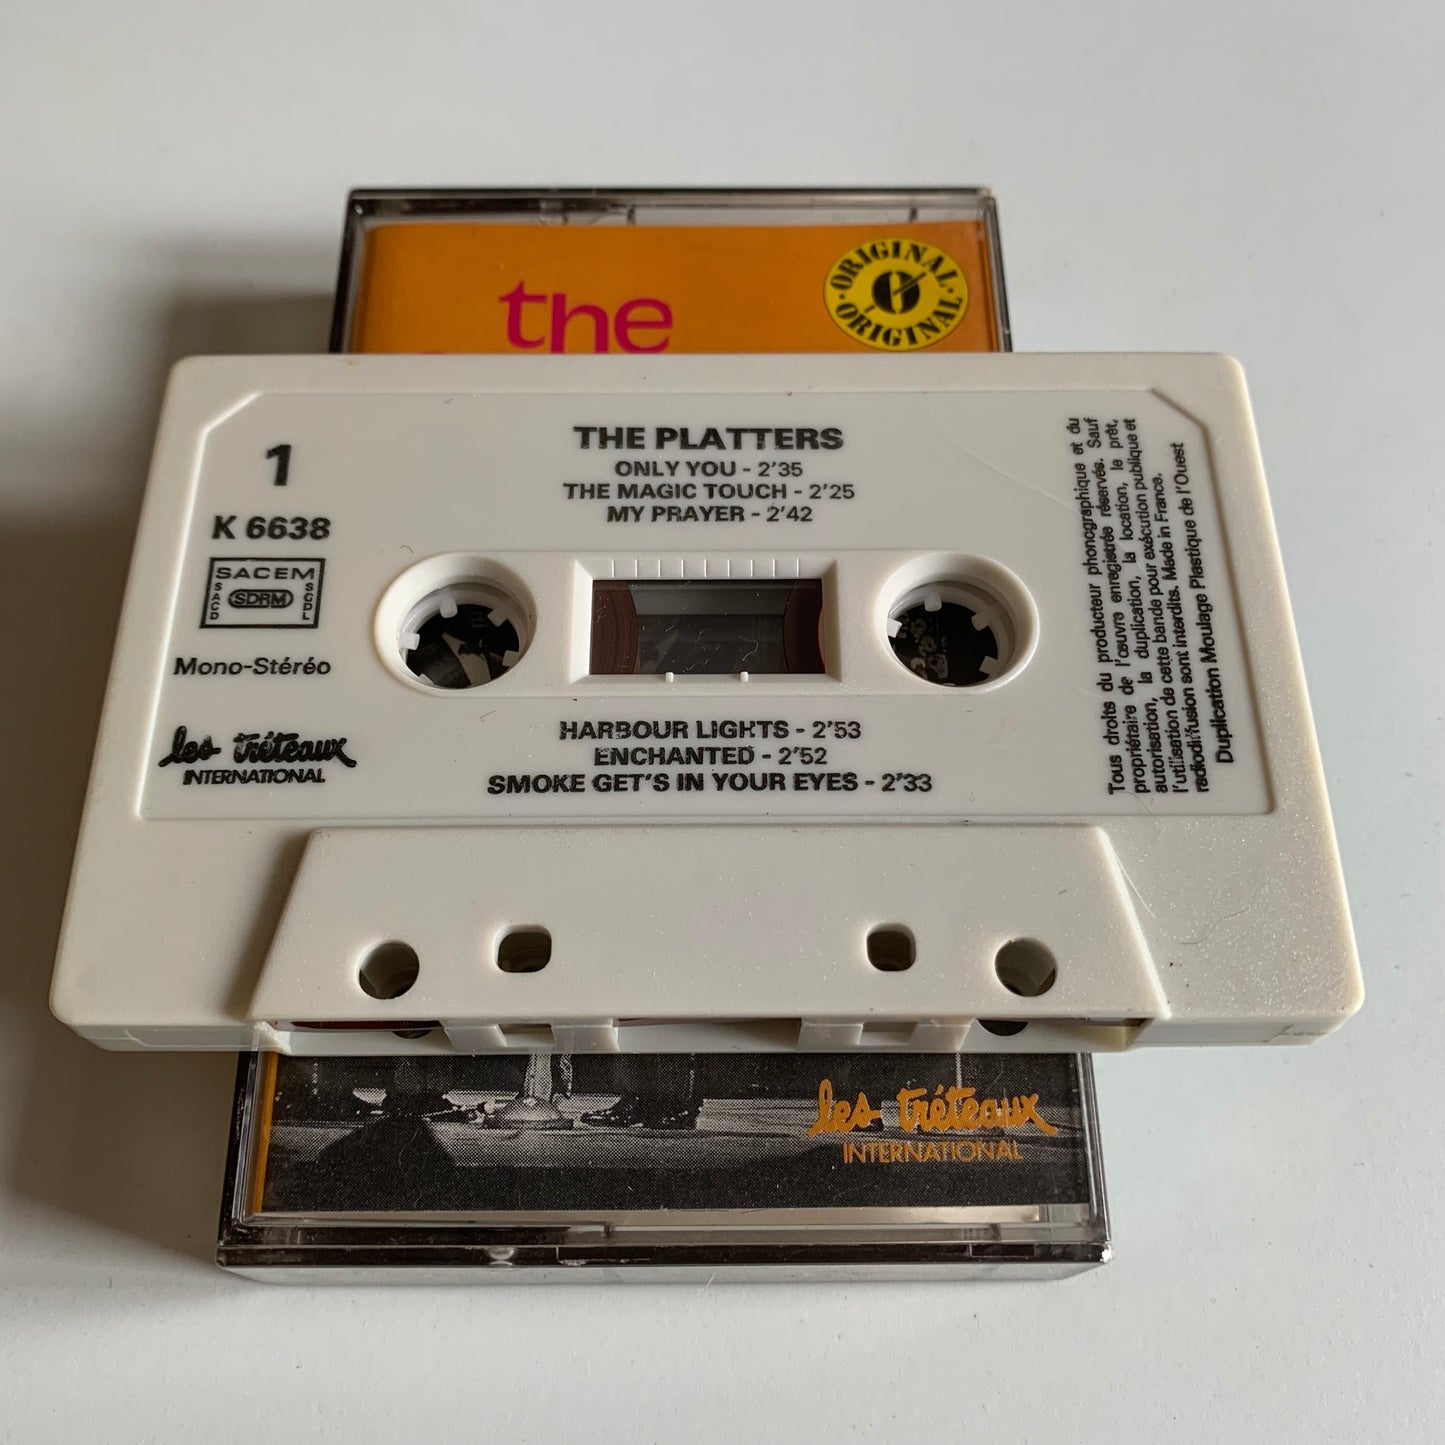 the
ORIGINAL
ORIGINAL
THE PLATTERS
ONLY YOU - 2'35
THE MAGIC TOUCH - 2'25
MY PRAYER - 2'42
1
K 6638
SACEM
SACD
SDRM
SGDL
Mono-Stéréo
les tréteaux
INTERNATIONAL
HARBOUR LIGHTS - 2'53
ENCHANTED - 2'52
SMOKE GET'S IN YOUR EYES - 2'33
Tous droits du producteur phonographique et du
propriétaire de l'œuvre enregistrée réservés. Sauf
autorisation, la duplication, la location, le prêt,
l'utilisation de cette bande pour exécution publique et
radiodiffusion sont interdits. Made in France.
Duplication Moulage Plastique de l'Ouest
les tréteaux
INTERNATIONAL